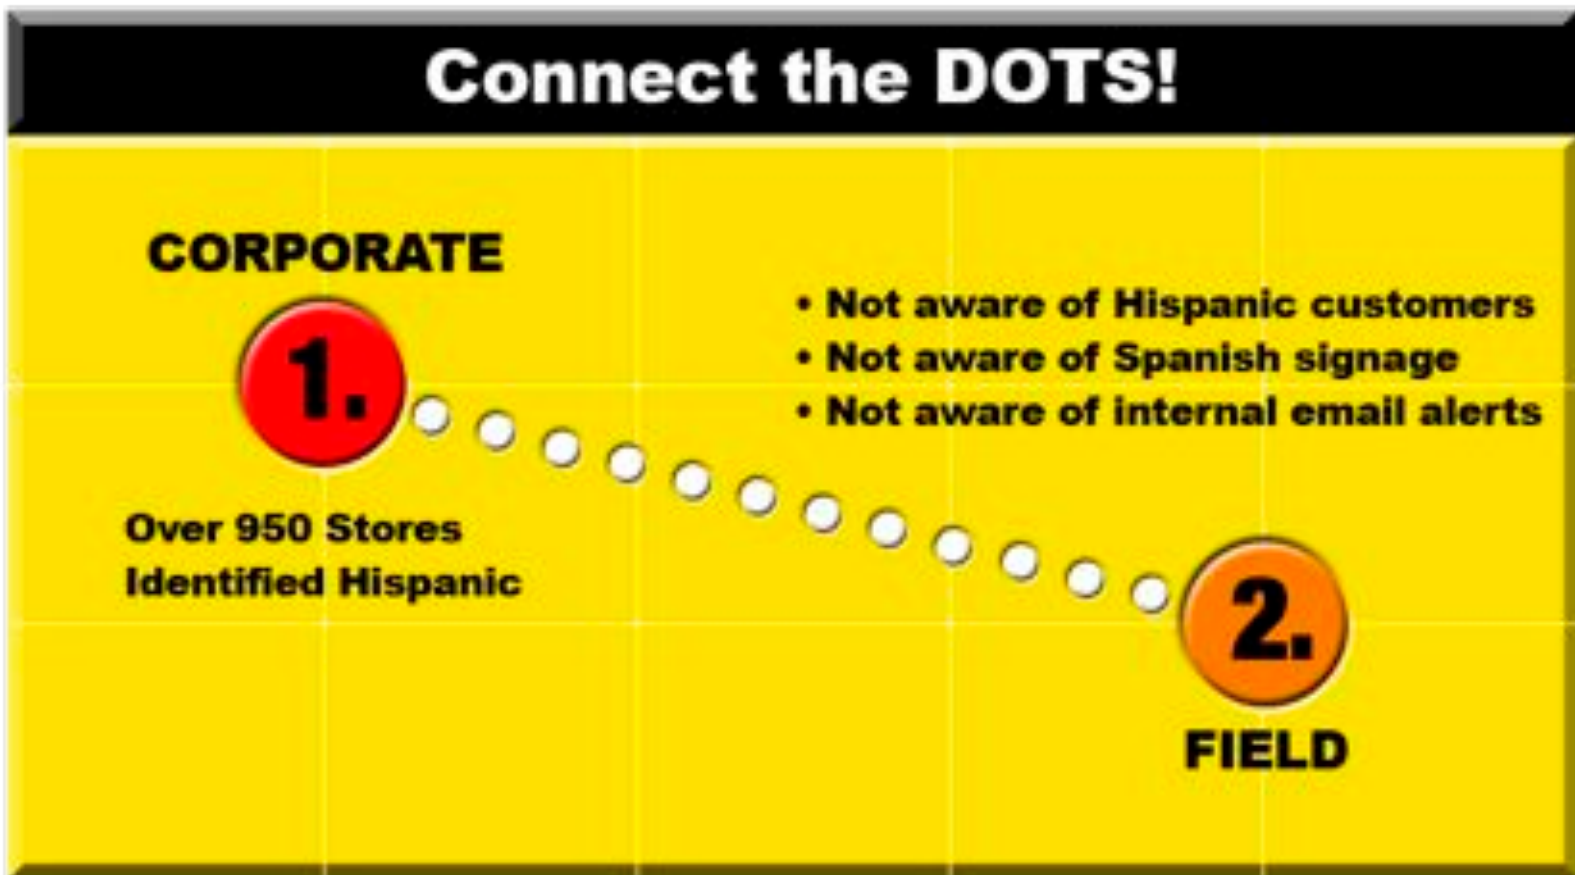 Connect the DOTS!
CORPORATE
1.
Over 950 Stores
Identified Hispanic
• Not aware of Hispanic customers
• Not aware of Spanish signage
• Not aware of internal email alerts
2.
FIELD